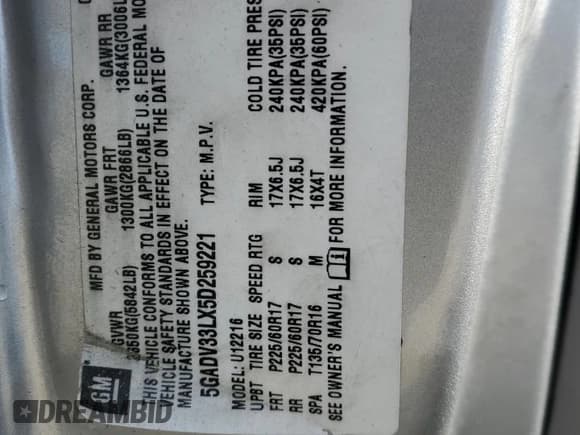 MFD BY GENERAL MOTORS CORP.
GVWR GAWR FRT GAWR RR
2650KG(5842LB) 1300KG(2866LB) 1364KG(3006L
THIS VEHICLE CONFORMS TO ALL APPLICABLE U.S. FEDERAL MO
VEHICLE SAFETY STANDARDS IN EFFECT ON THE DATE OF
MANUFACTURE SHOWN ABOVE.
5GADV33LX5D259221 TYPE: M.P.V.
MODEL: U12216
UPBT TIRE SIZE SPEED RTG RIM COLD TIRE PRES
FRT P225/60R17 S 17X6.5J 240KPA(35PSI)
RR P225/60R17 S 17X6.5J 240KPA(35PSI)
SPA T135/70R16 M 16X4T 420KPA(60PSI)
SEE OWNER'S MANUAL FOR MORE INFORMATION.
GM
DREAMBID